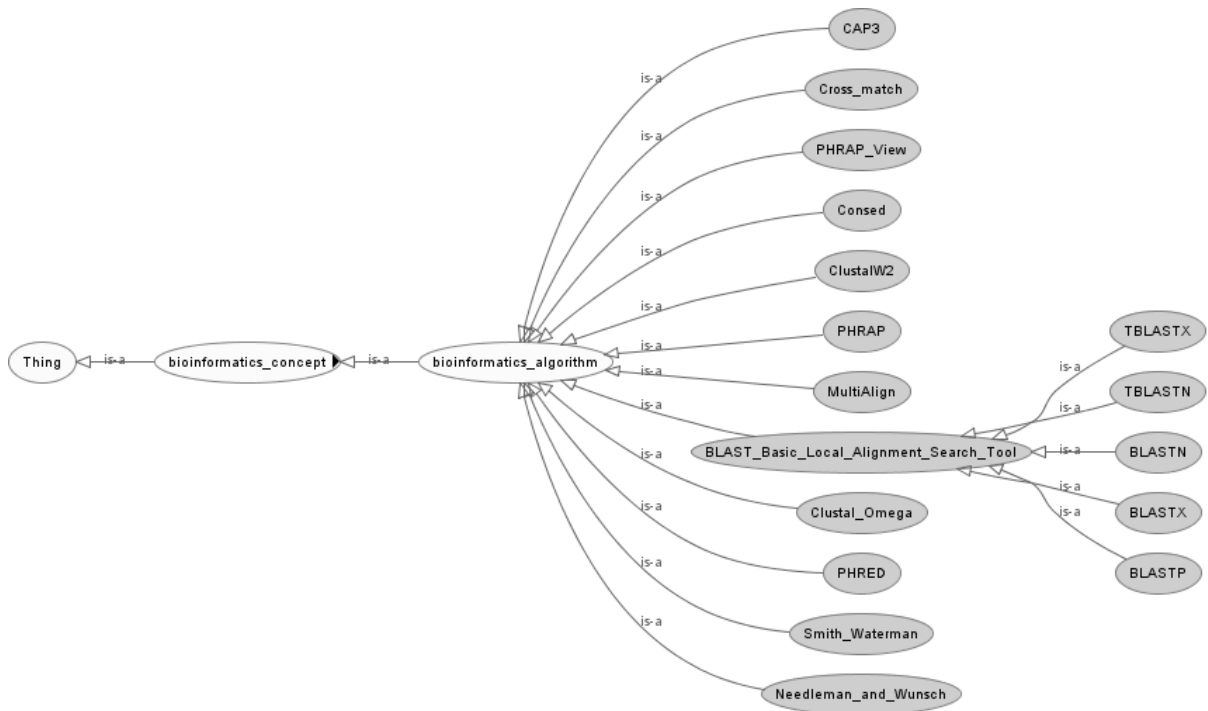 CAP3
is-a
Cross_match
is-a
PHRAP_View
is-a
Consed
is-a
ClustalW2
is-a
TBLASTX
PHRAP
is-a
Thing
is-a
bioinformatics_concept
is-a
bioinformatics_algorithm
is-a
is-a
MultiAlign
TBLASTN
is-a
is-a
BLAST_Basic_Local_Alignment_Search_Tool
is-a
BLASTN
is-a
is-a
BLASTX
Clustal_Omega
is-a
is-a
PHRED
BLASTP
is-a
Smith_Waterman
is-a
Needleman_and_Wunsch